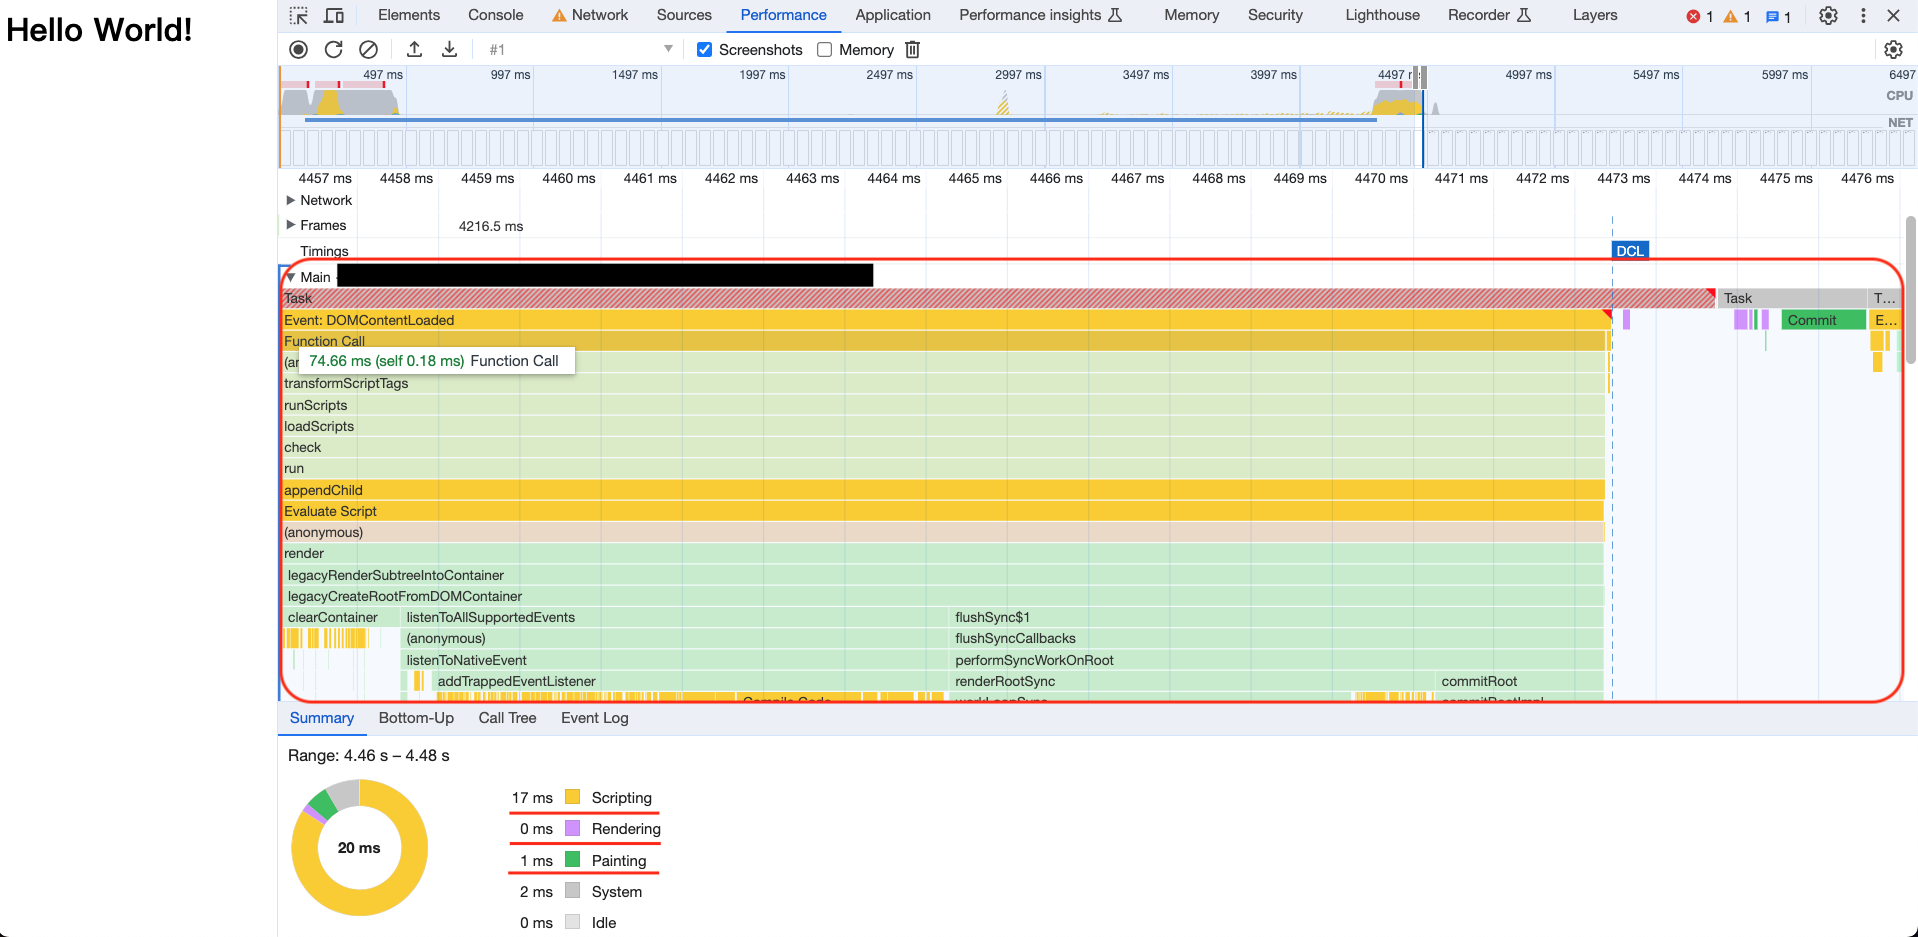 Hello World!
Elements Console Network Sources Performance Application Performance insights Memory Security Lighthouse Recorder Layers 1 1 1
#1 Screenshots Memory
497 ms 997 ms 1497 ms 1997 ms 2497 ms 2997 ms 3497 ms 3997 ms 4497 4997 ms 5497 ms 5997 ms 6497
CPU
NET
4457 ms 4458 ms 4459 ms 4460 ms 4461 ms 4462 ms 4463 ms 4464 ms 4465 ms 4466 ms 4467 ms 4468 ms 4469 ms 4470 ms 4471 ms 4472 ms 4473 ms 4474 ms 4475 ms 4476 ms
Network
Frames 4216.5 ms
Timings DCL
Main
Task Task T...
Event: DOMContentLoaded Commit E...
Function Call
74.66 ms (self 0.18 ms) Function Call
transformScriptTags
runScripts
loadScripts
check
run
appendChild
Evaluate Script
(anonymous)
render
legacyRenderSubtreeIntoContainer
legacyCreateRootFromDOMContainer
clearContainer listenToAllSupportedEvents flushSync$1
(anonymous) flushSyncCallbacks
listenToNativeEvent performSyncWorkOnRoot
addTrappedEventListener renderRootSync commitRoot
Compile Code workLoopSync commitRootImpl
Summary Bottom-Up Call Tree Event Log
Range: 4.46 s – 4.48 s
20 ms
17 ms Scripting
0 ms Rendering
1 ms Painting
2 ms System
0 ms Idle